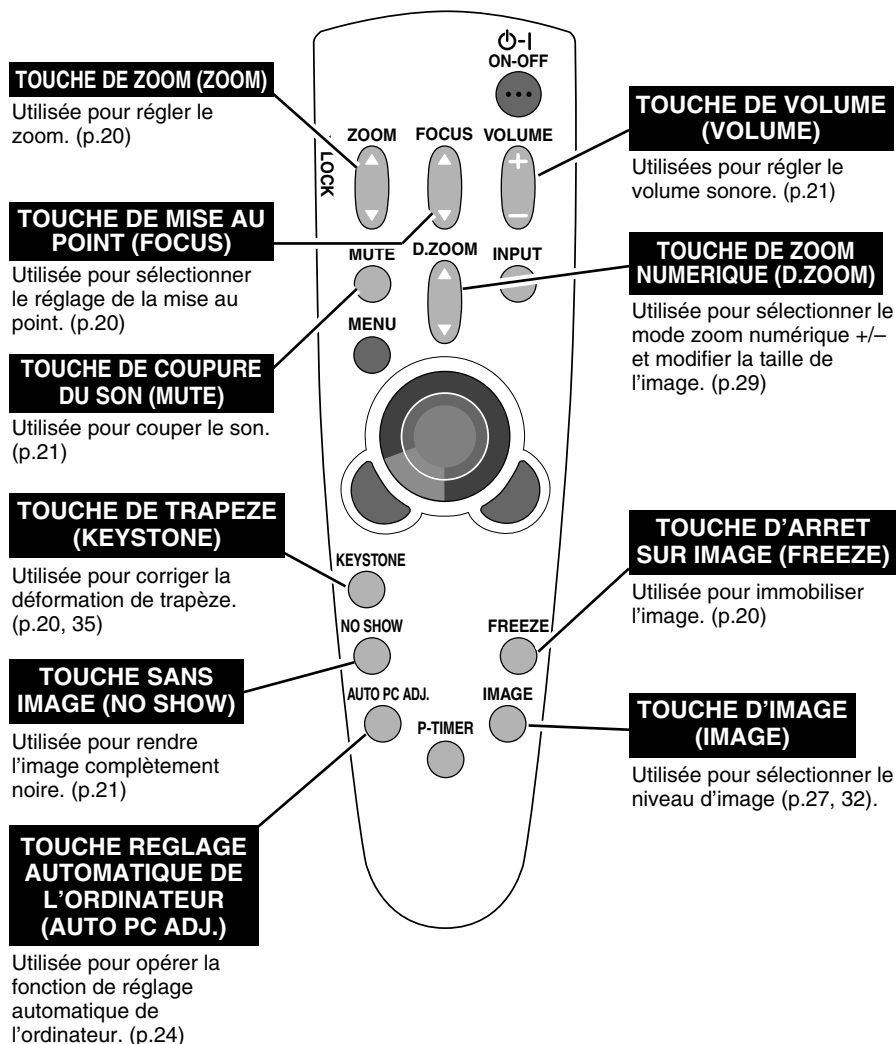 TOUCHE DE ZOOM (ZOOM)
Utilisée pour régler le
zoom. (p.20)
TOUCHE DE MISE AU
POINT (FOCUS)
Utilisée pour sélectionner
le réglage de la mise au
point. (p.20)
TOUCHE DE COUPURE
DU SON (MUTE)
Utilisée pour couper le son.
(p.21)
TOUCHE DE TRAPEZE
(KEYSTONE)
Utilisée pour corriger la
déformation de trapèze.
(p.20, 35)
TOUCHE SANS
IMAGE (NO SHOW)
Utilisée pour rendre
l'image complètement
noire. (p.21)
TOUCHE REGLAGE
AUTOMATIQUE DE
L'ORDINATEUR
(AUTO PC ADJ.)
Utilisée pour opérer la
fonction de réglage
automatique de
l'ordinateur. (p.24)
ON-OFF
ZOOM FOCUS VOLUME
LOCK
MUTE D.ZOOM INPUT
MENU
KEYSTONE
NO SHOW FREEZE
AUTO PC ADJ. IMAGE
P-TIMER
TOUCHE DE VOLUME
(VOLUME)
Utilisées pour régler le
volume sonore. (p.21)
TOUCHE DE ZOOM
NUMERIQUE (D.ZOOM)
Utilisée pour sélectionner le
mode zoom numérique +/–
et modifier la taille de
l'image. (p.29)
TOUCHE D'ARRET
SUR IMAGE (FREEZE)
Utilisée pour immobiliser
l'image. (p.20)
TOUCHE D'IMAGE
(IMAGE)
Utilisée pour sélectionner le
niveau d'image (p.27, 32).